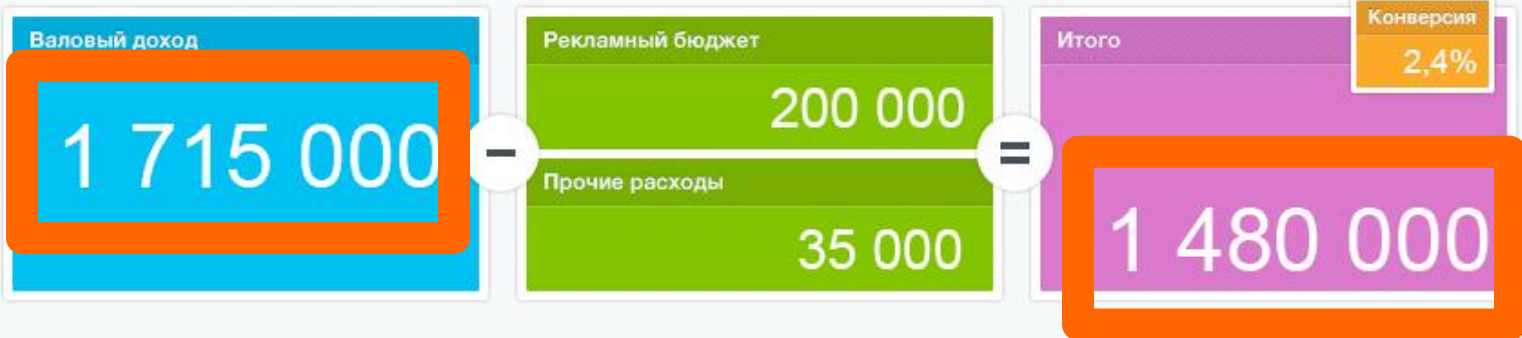 Валовый доход
1 715 000
−
Рекламный бюджет
200 000
Прочие расходы
35 000
=
Итого
Конверсия
2,4%
1 480 000